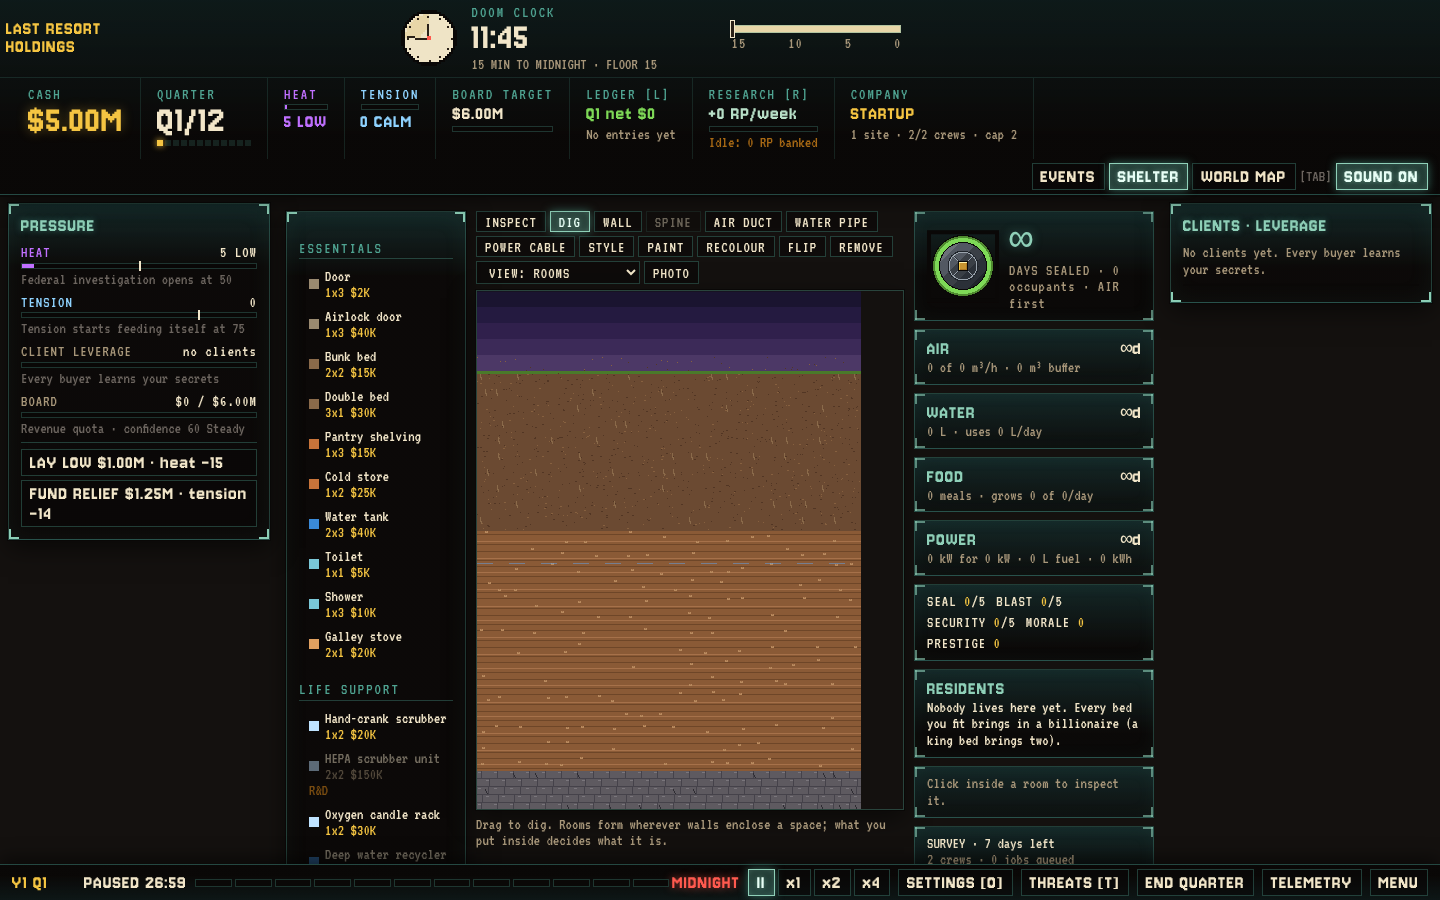 LAST RESORT
HOLDINGS
DOOM CLOCK
11:45
15 MIN TO MIDNIGHT · FLOOR 15
15 10 5 0
CASH
$5.00M
QUARTER
Q1/12
HEAT
5 LOW
TENSION
0 CALM
BOARD TARGET
$6.00M
LEDGER [L]
Q1 net $0
No entries yet
RESEARCH [R]
+0 RP/week
Idle: 0 RP banked
COMPANY
STARTUP
1 site · 2/2 crews · cap 2
EVENTS
SHELTER
WORLD MAP
[TAB]
SOUND ON
PRESSURE
HEAT 5 LOW
Federal investigation opens at 50
TENSION 0
Tension starts feeding itself at 75
CLIENT LEVERAGE no clients
Every buyer learns your secrets
BOARD $0 / $6.00M
Revenue quota · confidence 60 Steady
LAY LOW $1.00M · heat −15
FUND RELIEF $1.25M · tension
−14
ESSENTIALS
Door
1x3 $2K
Airlock door
1x3 $40K
Bunk bed
2x2 $15K
Double bed
3x1 $30K
Pantry shelving
1x3 $15K
Cold store
1x2 $25K
Water tank
2x3 $40K
Toilet
1x1 $5K
Shower
1x3 $10K
Galley stove
2x1 $20K
LIFE SUPPORT
Hand-crank scrubber
1x2 $20K
HEPA scrubber unit
2x2 $150K
R&D
Oxygen candle rack
1x2 $30K
Deep water recycler
INSPECT
DIG
WALL
SPINE
AIR DUCT
WATER PIPE
POWER CABLE
STYLE
PAINT
RECOLOUR
FLIP
REMOVE
VIEW: ROOMS
PHOTO
Drag to dig. Rooms form wherever walls enclose a space; what you
put inside decides what it is.
∞
DAYS SEALED · 0
occupants · AIR
first
AIR ∞d
0 of 0 m³/h · 0 m³ buffer
WATER ∞d
0 L · uses 0 L/day
FOOD ∞d
0 meals · grows 0 of 0/day
POWER ∞d
0 kW for 0 kW · 0 L fuel · 0 kWh
SEAL 0/5 BLAST 0/5
SECURITY 0/5 MORALE 0
PRESTIGE 0
RESIDENTS
Nobody lives here yet. Every bed
you fit brings in a billionaire (a
king bed brings two).
Click inside a room to inspect
it.
SURVEY · 7 days left
2 crews · 0 jobs queued
CLIENTS · LEVERAGE
No clients yet. Every buyer learns
your secrets.
Y1 Q1
PAUSED 26:59
MIDNIGHT
II
x1
x2
x4
SETTINGS [O]
THREATS [T]
END QUARTER
TELEMETRY
MENU